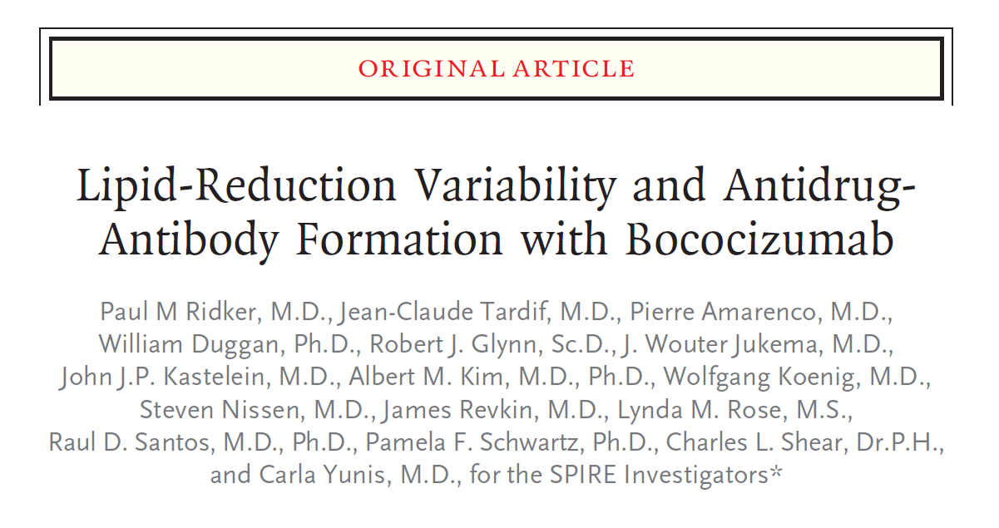 ORIGINAL ARTICLE
Lipid-Reduction Variability and Antidrug-
Antibody Formation with Bococizumab
Paul M Ridker, M.D., Jean-Claude Tardif, M.D., Pierre Amarenco, M.D.,
William Duggan, Ph.D., Robert J. Glynn, Sc.D., J. Wouter Jukema, M.D.,
John J.P. Kastelein, M.D., Albert M. Kim, M.D., Ph.D., Wolfgang Koenig, M.D.,
Steven Nissen, M.D., James Revkin, M.D., Lynda M. Rose, M.S.,
Raul D. Santos, M.D., Ph.D., Pamela F. Schwartz, Ph.D., Charles L. Shear, Dr.P.H.,
and Carla Yunis, M.D., for the SPIRE Investigators*